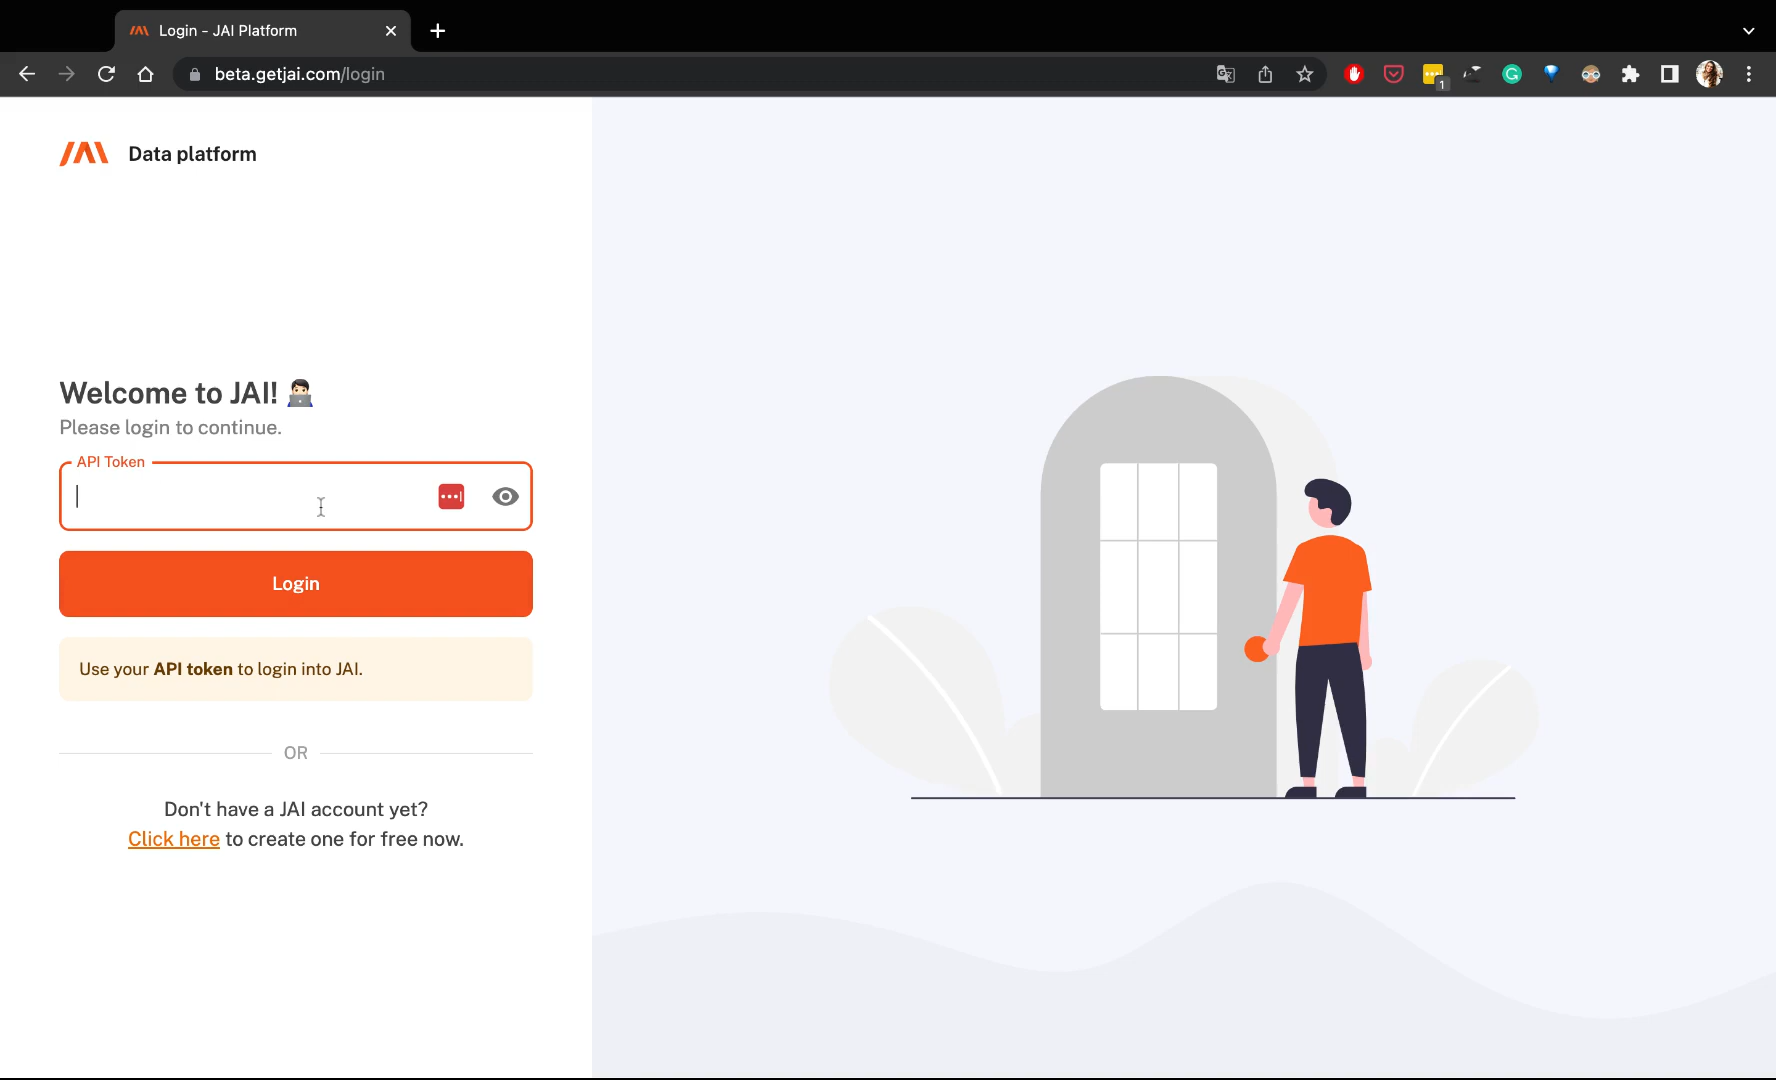 Login - JAI Platform
beta.getjai.com/login
1
Data platform
Welcome to JAI! 👨🏻‍💻
Please login to continue.
API Token
Login
Use your API token to login into JAI.
OR
Don't have a JAI account yet?
Click here to create one for free now.